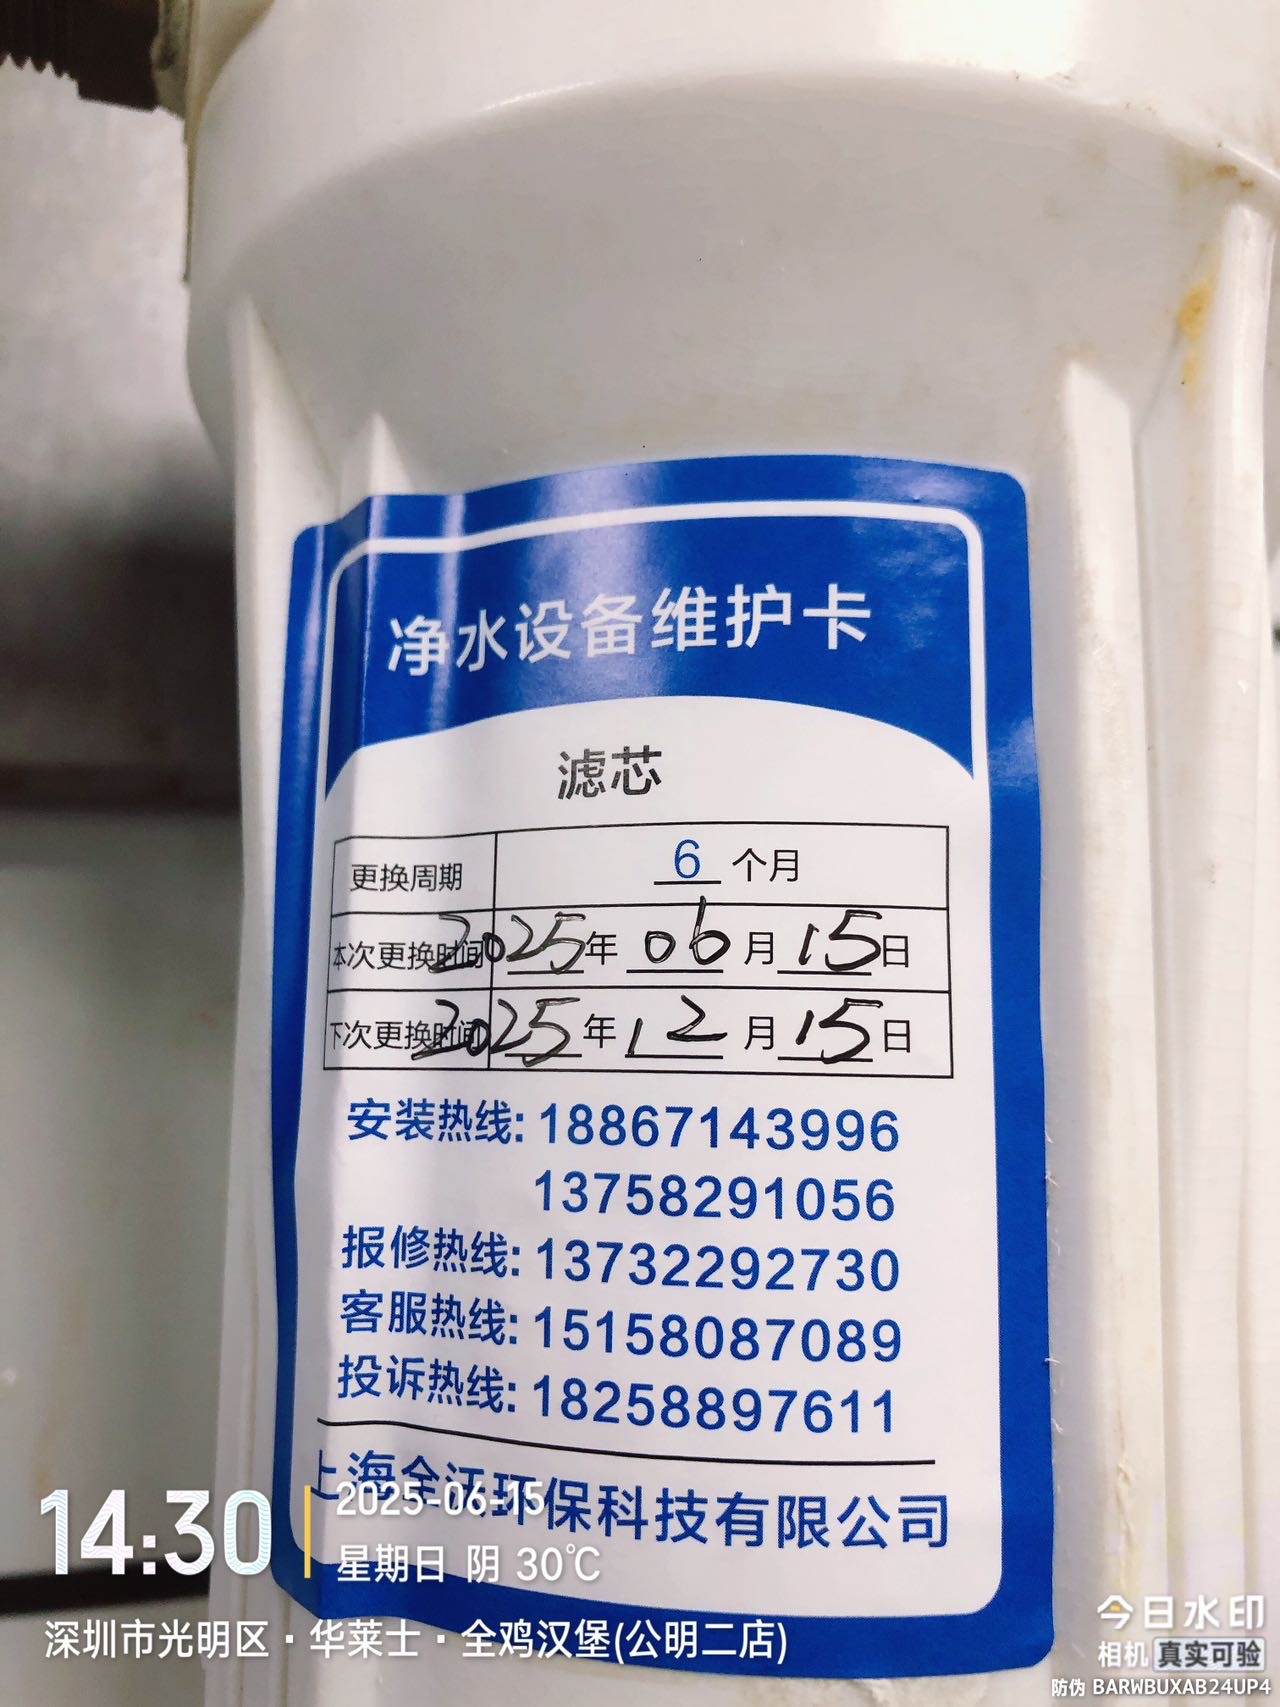 净水设备维护卡
滤芯
更换周期 6 个月
本次更换时间 2025年 06月 15日
下次更换时间 2025年 12月 15日
安装热线: 18867143996
13758291056
报修热线: 13732292730
客服热线: 15158087089
投诉热线: 18258897611
上海全沃环保科技有限公司
14:30
2025-06-15
星期日 阴 30℃
深圳市光明区·华莱士·全鸡汉堡(公明二店)
今日水印
相机 真实可验
防伪 BARWBUXAB24UP4